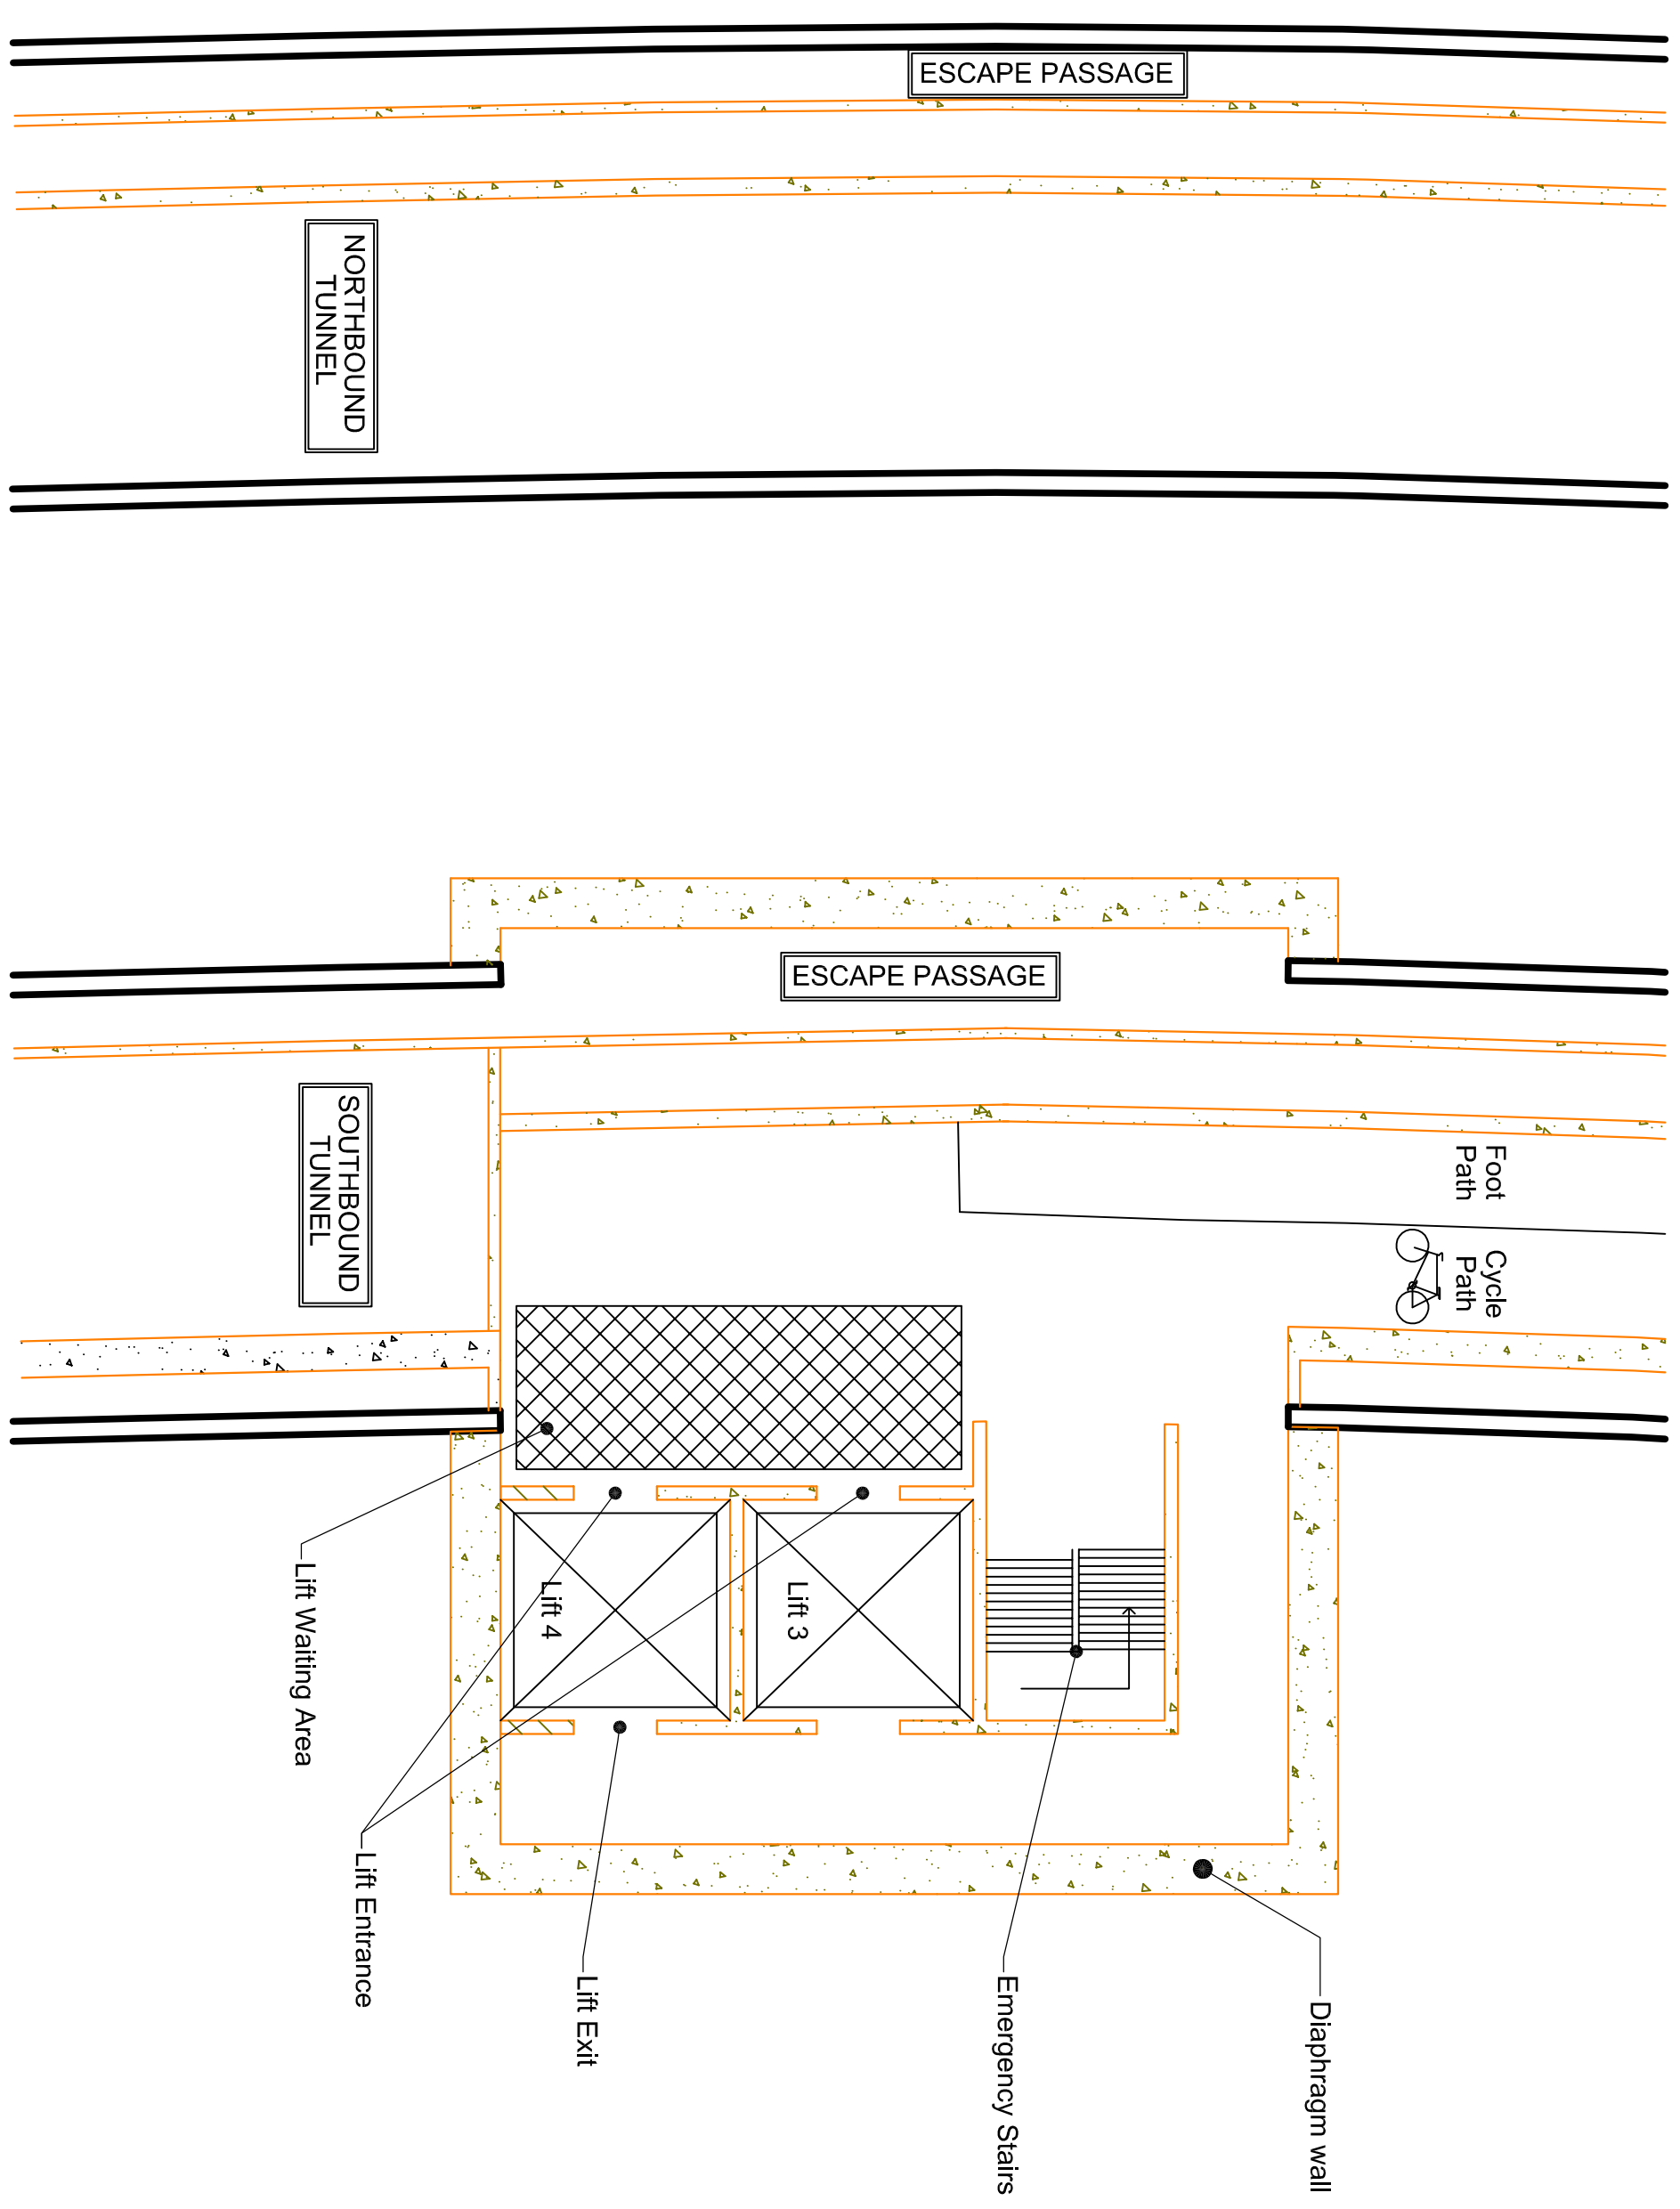 ESCAPE PASSAGE
NORTHBOUND
TUNNEL
ESCAPE PASSAGE
SOUTHBOUND
TUNNEL
Foot
Path
Cycle
Path
Lift 4
Lift 3
Lift Waiting Area
Lift Entrance
Lift Exit
Emergency Stairs
Diaphragm wall